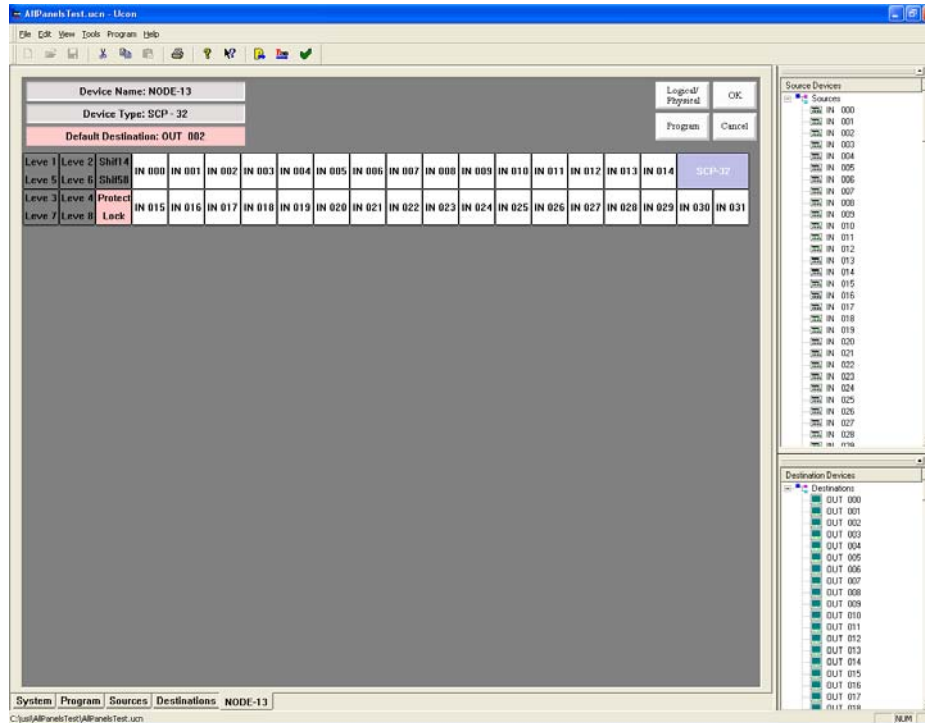 AllPanelsTest.ucn - Ucon
File Edit View Tools Program Help
Device Name: NODE-13
Device Type: SCP - 32
Default Destination: OUT 002
Logical/
Physical
OK
Program
Cancel
Leve 1 Leve 2 Shif14
Leve 5 Leve 6 Shif58
IN 000 IN 001 IN 002 IN 003 IN 004 IN 005 IN 006 IN 007 IN 008 IN 009 IN 010 IN 011 IN 012 IN 013 IN 014 SCP-32
Leve 3 Leve 4 Protect
Leve 7 Leve 8 Lock
IN 015 IN 016 IN 017 IN 018 IN 019 IN 020 IN 021 IN 022 IN 023 IN 024 IN 025 IN 026 IN 027 IN 028 IN 029 IN 030 IN 031
Source Devices
Sources
IN 000
IN 001
IN 002
IN 003
IN 004
IN 005
IN 006
IN 007
IN 008
IN 009
IN 010
IN 011
IN 012
IN 013
IN 014
IN 015
IN 016
IN 017
IN 018
IN 019
IN 020
IN 021
IN 022
IN 023
IN 024
IN 025
IN 026
IN 027
IN 028
IN 029
Destination Devices
Destinations
OUT 000
OUT 001
OUT 002
OUT 003
OUT 004
OUT 005
OUT 006
OUT 007
OUT 008
OUT 009
OUT 010
OUT 011
OUT 012
OUT 013
OUT 014
OUT 015
OUT 016
OUT 017
OUT 018
System Program Sources Destinations NODE-13
C:\usi\AllPanelsTest\AllPanelsTest.ucn
NUM